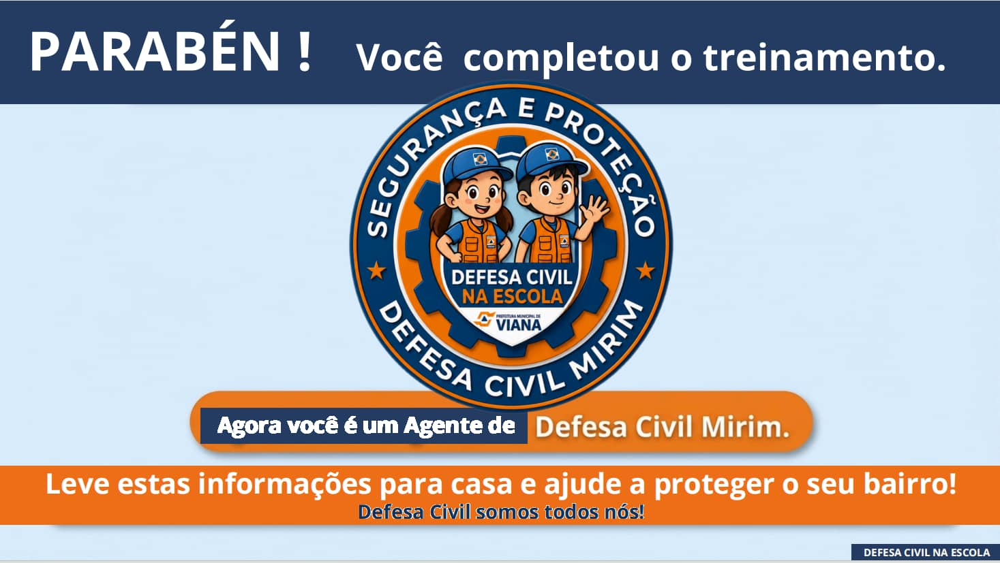 PARABÉN ! Você completou o treinamento.
SEGURANÇA E PROTEÇÃO
DEFESA CIVIL
NA ESCOLA
PREFEITURA MUNICIPAL DE
VIANA
DEFESA CIVIL MIRIM
Agora você é um Agente de Defesa Civil Mirim.
Leve estas informações para casa e ajude a proteger o seu bairro!
Defesa Civil somos todos nós!
DEFESA CIVIL NA ESCOLA